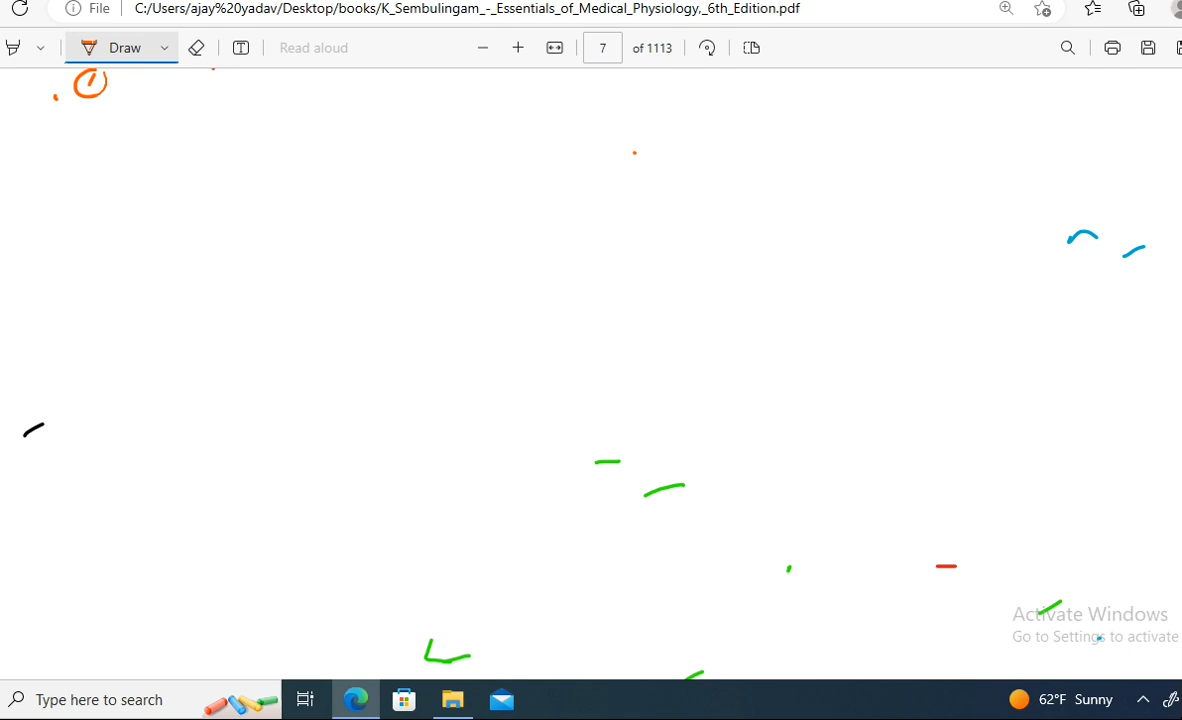 File C:/Users/ajay%20yadav/Desktop/books/K_Sembulingam_-_Essentials_of_Medical_Physiology,_6th_Edition.pdf
Draw Read aloud 7 of 1113
1
Activate Windows
Go to Settings to activate
Type here to search 62°F Sunny